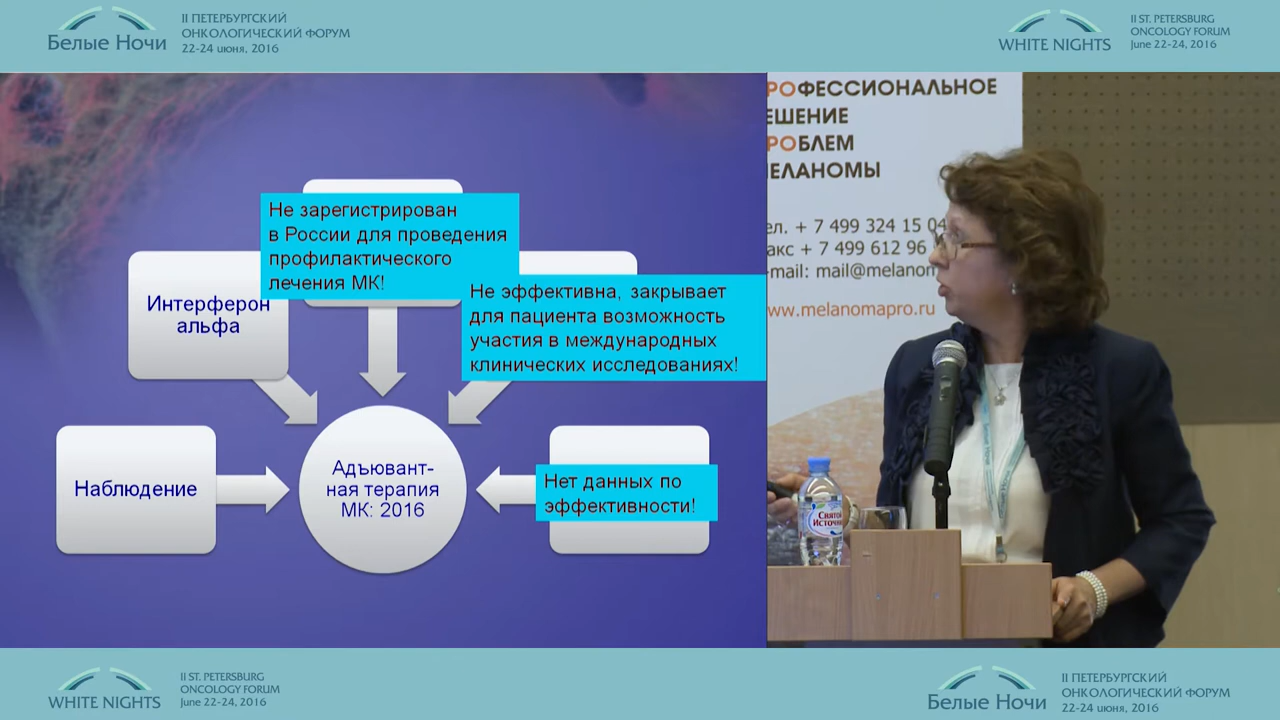 Белые Ночи
II ПЕТЕРБУРГСКИЙ
ОНКОЛОГИЧЕСКИЙ ФОРУМ
22-24 июня, 2016
WHITE NIGHTS
II ST. PETERSBURG
ONCOLOGY FORUM
June 22-24, 2016
Не зарегистрирован
в России для проведения
профилактического
лечения МК!
Интерферон
альфа
Не эффективна, закрывает
для пациента возможность
участия в международных
клинических исследованиях!
Наблюдение
Адъювант-
ная терапия
МК: 2016
Нет данных по
эффективности!
РОФЕССИОНАЛЬНОЕ
ЕШЕНИЕ
РОБЛЕМ
ЕЛАНОМЫ
ел. + 7 499 324 15 04
акс + 7 499 612 96
-mail: mail@melanom
ww.melanomapro.ru
Святой
Источник
WHITE NIGHTS
II ST. PETERSBURG
ONCOLOGY FORUM
June 22-24, 2016
Белые Ночи
II ПЕТЕРБУРГСКИЙ
ОНКОЛОГИЧЕСКИЙ ФОРУМ
22-24 июня, 2016